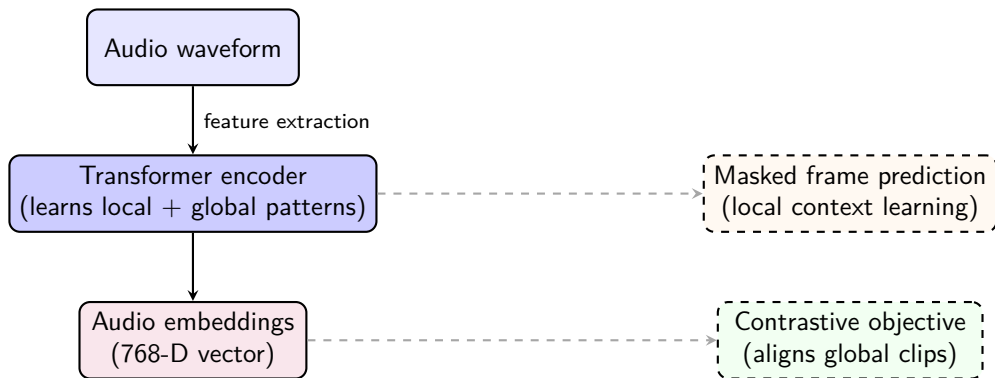 Audio waveform
feature extraction
Transformer encoder
(learns local + global patterns)
Masked frame prediction
(local context learning)
Audio embeddings
(768-D vector)
Contrastive objective
(aligns global clips)